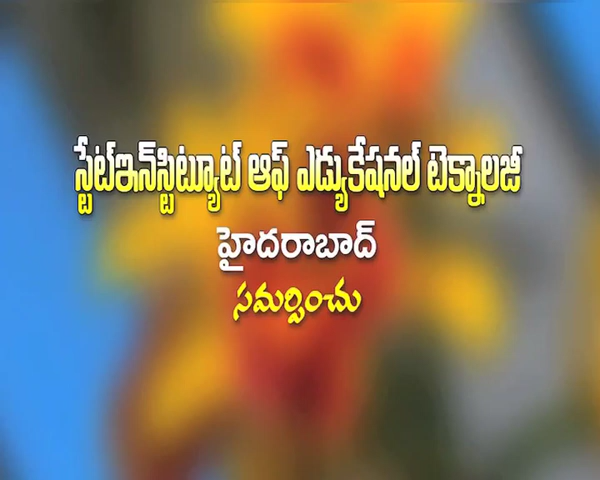 స్టేట్ఇన్‌స్టిట్యూట్ ఆఫ్ ఎడ్యుకేషనల్ టెక్నాలజీ
హైదరాబాద్
సమర్పించు